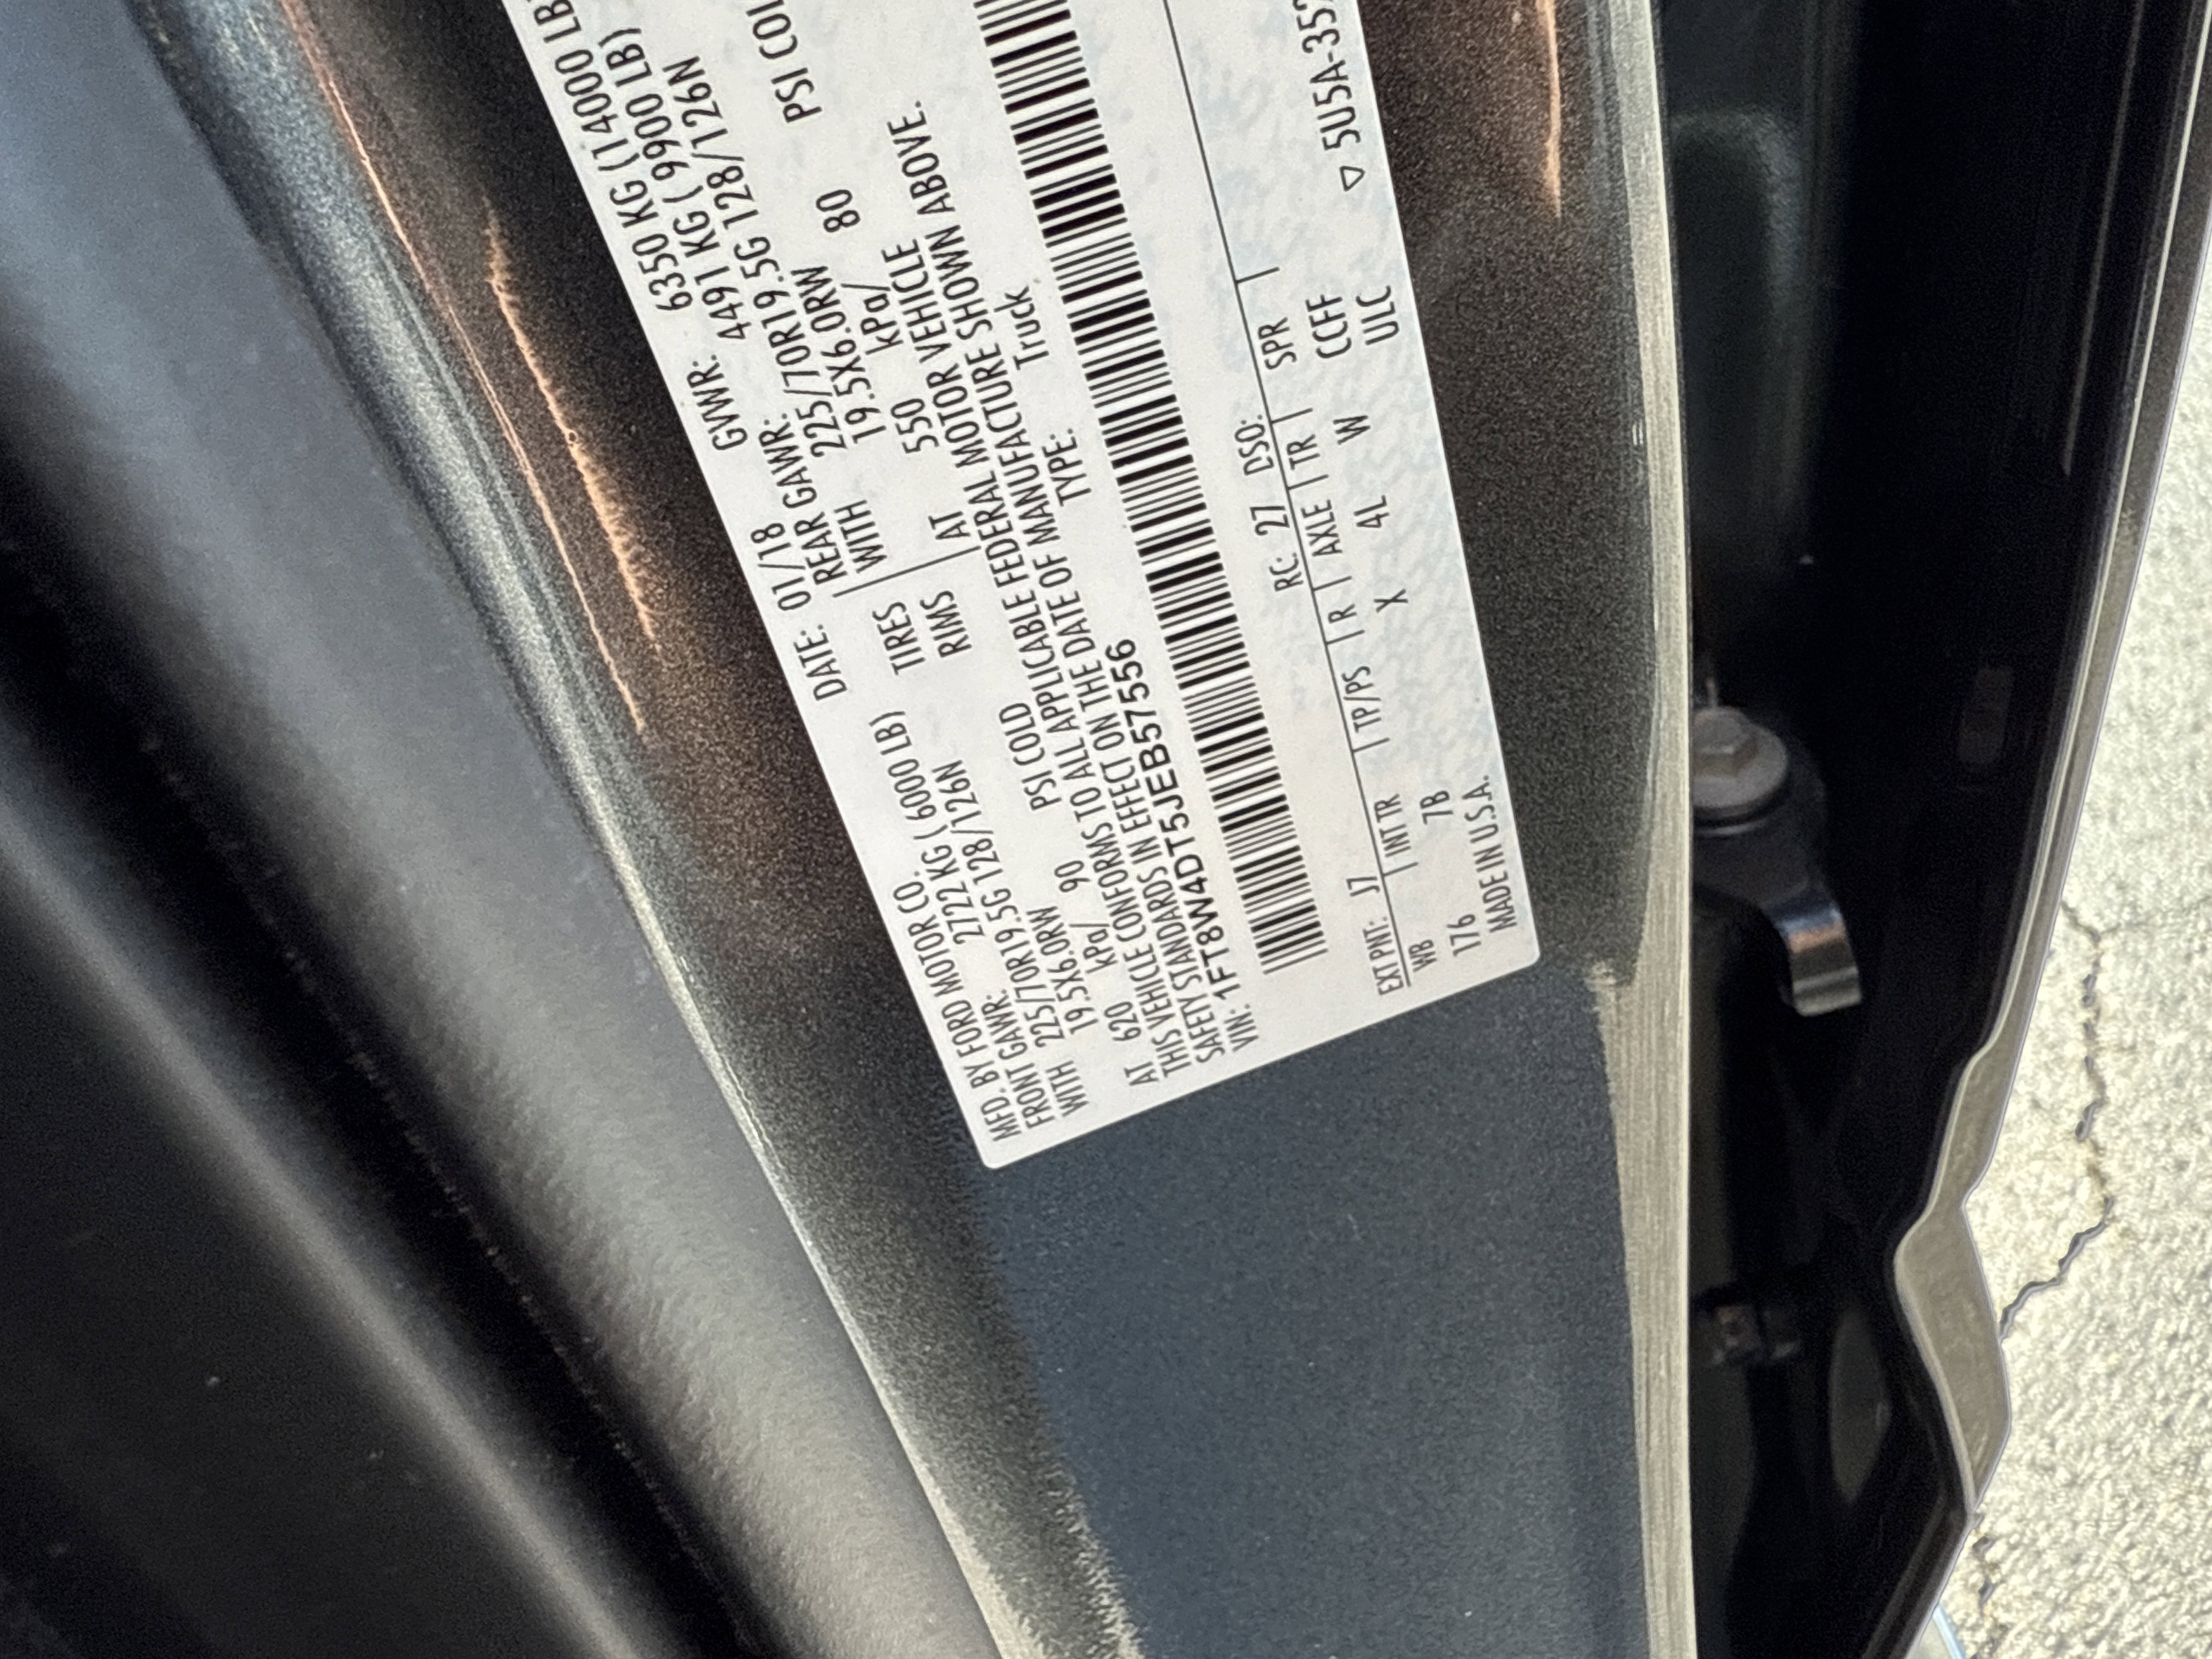 MFD. BY FORD MOTOR CO. DATE: 01/18 GVWR: 6350 KG (14000 LB
FRONT GAWR: 2722 KG (6000 LB) REAR GAWR: 4491 KG ( 9900 LB)
WITH 225/70R19.5G 128/126N TIRES WITH 225/70R19.5G 128/126N
19.5X6.0RW RIMS 19.5X6.0RW
AT 620 kPa/ 90 PSI COLD AT 550 kPa/ 80 PSI COL
THIS VEHICLE CONFORMS TO ALL APPLICABLE FEDERAL MOTOR VEHICLE
SAFETY STANDARDS IN EFFECT ON THE DATE OF MANUFACTURE SHOWN ABOVE.
VIN: 1FT8W4DT5JEB57556 TYPE: Truck
EXT PNT: J7 RC: 27 DSO:
WB | INT TR | TP/PS | R | AXLE | TR | SPR
176 7B X 4L W CCFF
MADE IN U.S.A. ULC
▽ 5U5A-352